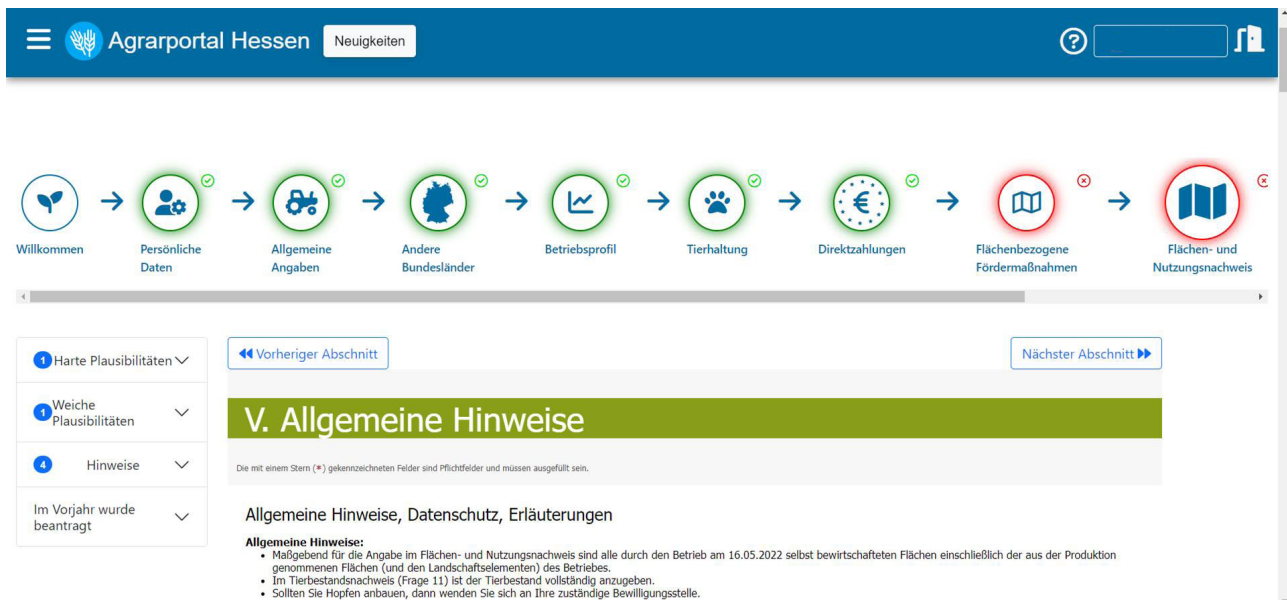 Agrarportal Hessen Neuigkeiten
Willkommen
Persönliche
Daten
Allgemeine
Angaben
Andere
Bundesländer
Betriebsprofil
Tierhaltung
Direktzahlungen
Flächenbezogene
Fördermaßnahmen
Flächen- und
Nutzungsnachweis
1 Harte Plausibilitäten
1 Weiche
Plausibilitäten
4 Hinweise
Im Vorjahr wurde
beantragt
Vorheriger Abschnitt
Nächster Abschnitt
V. Allgemeine Hinweise
Die mit einem Stern (*) gekennzeichneten Felder sind Pflichtfelder und müssen ausgefüllt sein.
Allgemeine Hinweise, Datenschutz, Erläuterungen
Allgemeine Hinweise:
• Maßgebend für die Angabe im Flächen- und Nutzungsnachweis sind alle durch den Betrieb am 16.05.2022 selbst bewirtschafteten Flächen einschließlich der aus der Produktion
genommenen Flächen (und den Landschaftselementen) des Betriebes.
• Im Tierbestandsnachweis (Frage 11) ist der Tierbestand vollständig anzugeben.
• Sollten Sie Hopfen anbauen, dann wenden Sie sich an Ihre zuständige Bewilligungsstelle.